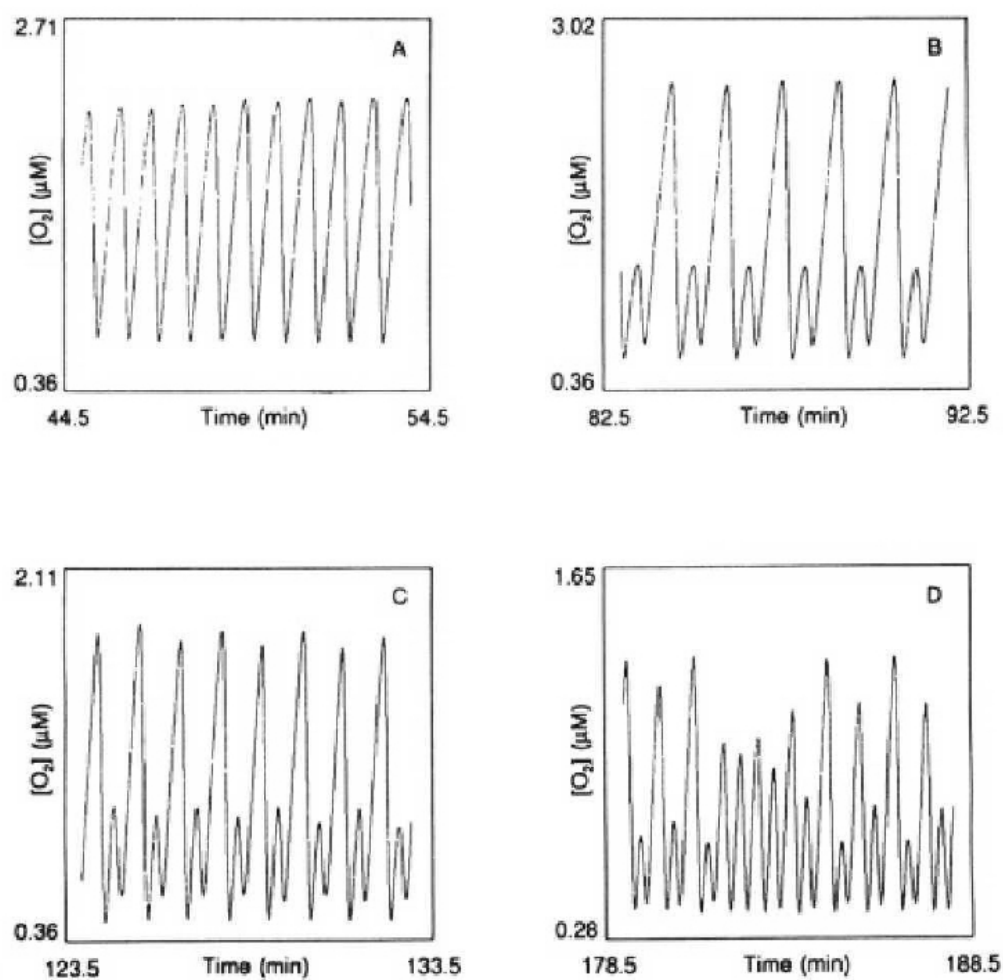 2.71
A
[O₂] (μM)
0.36
44.5
Time (min)
54.5
3.02
B
[O₂] (μM)
0.36
82.5
Time (min)
92.5
2.11
C
[O₂] (μM)
0.36
123.5
Time (min)
133.5
1.65
D
[O₂] (μM)
0.28
178.5
Time (min)
188.5